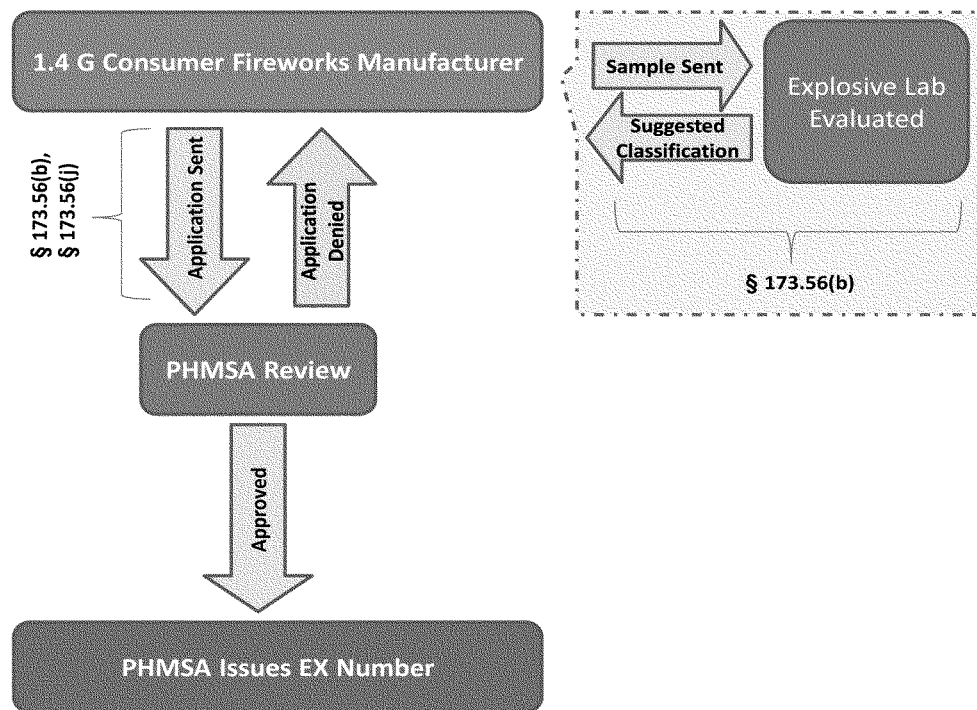 1.4 G Consumer Fireworks Manufacturer
§ 173.56(b),
§ 173.56(j)
Application Sent
Application
Denied
PHMSA Review
Approved
PHMSA Issues EX Number
Sample Sent
Suggested
Classification
Explosive Lab
Evaluated
§ 173.56(b)